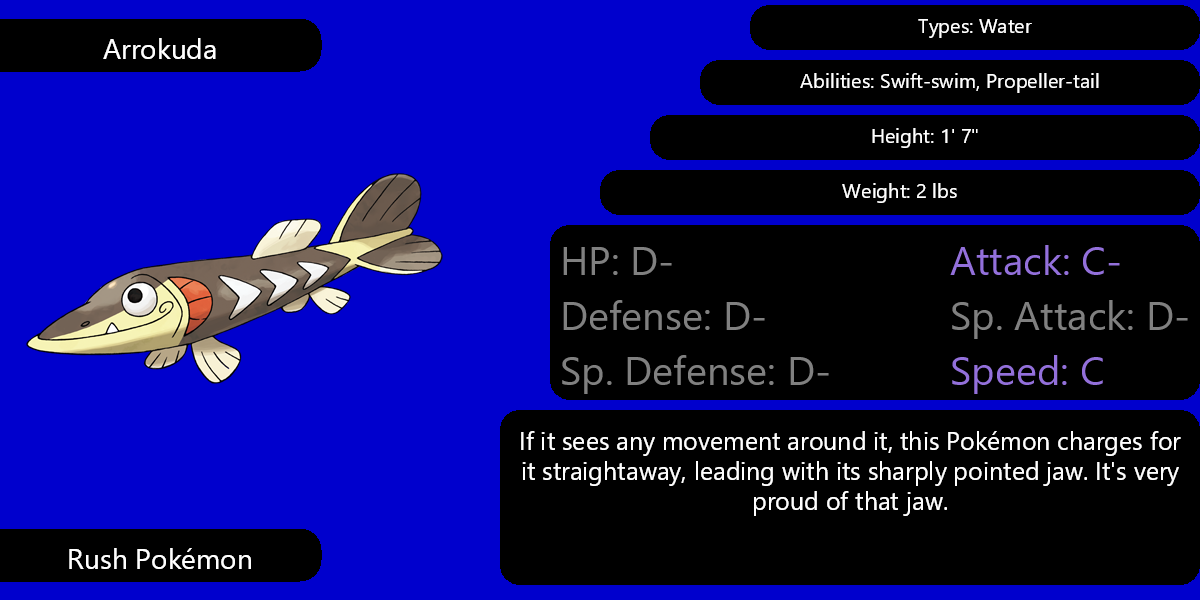 Arrokuda
Types: Water
Abilities: Swift-swim, Propeller-tail
Height: 1' 7"
Weight: 2 lbs
HP: D-
Attack: C-
Defense: D-
Sp. Attack: D-
Sp. Defense: D-
Speed: C
If it sees any movement around it, this Pokémon charges for
it straightaway, leading with its sharply pointed jaw. It's very
proud of that jaw.
Rush Pokémon